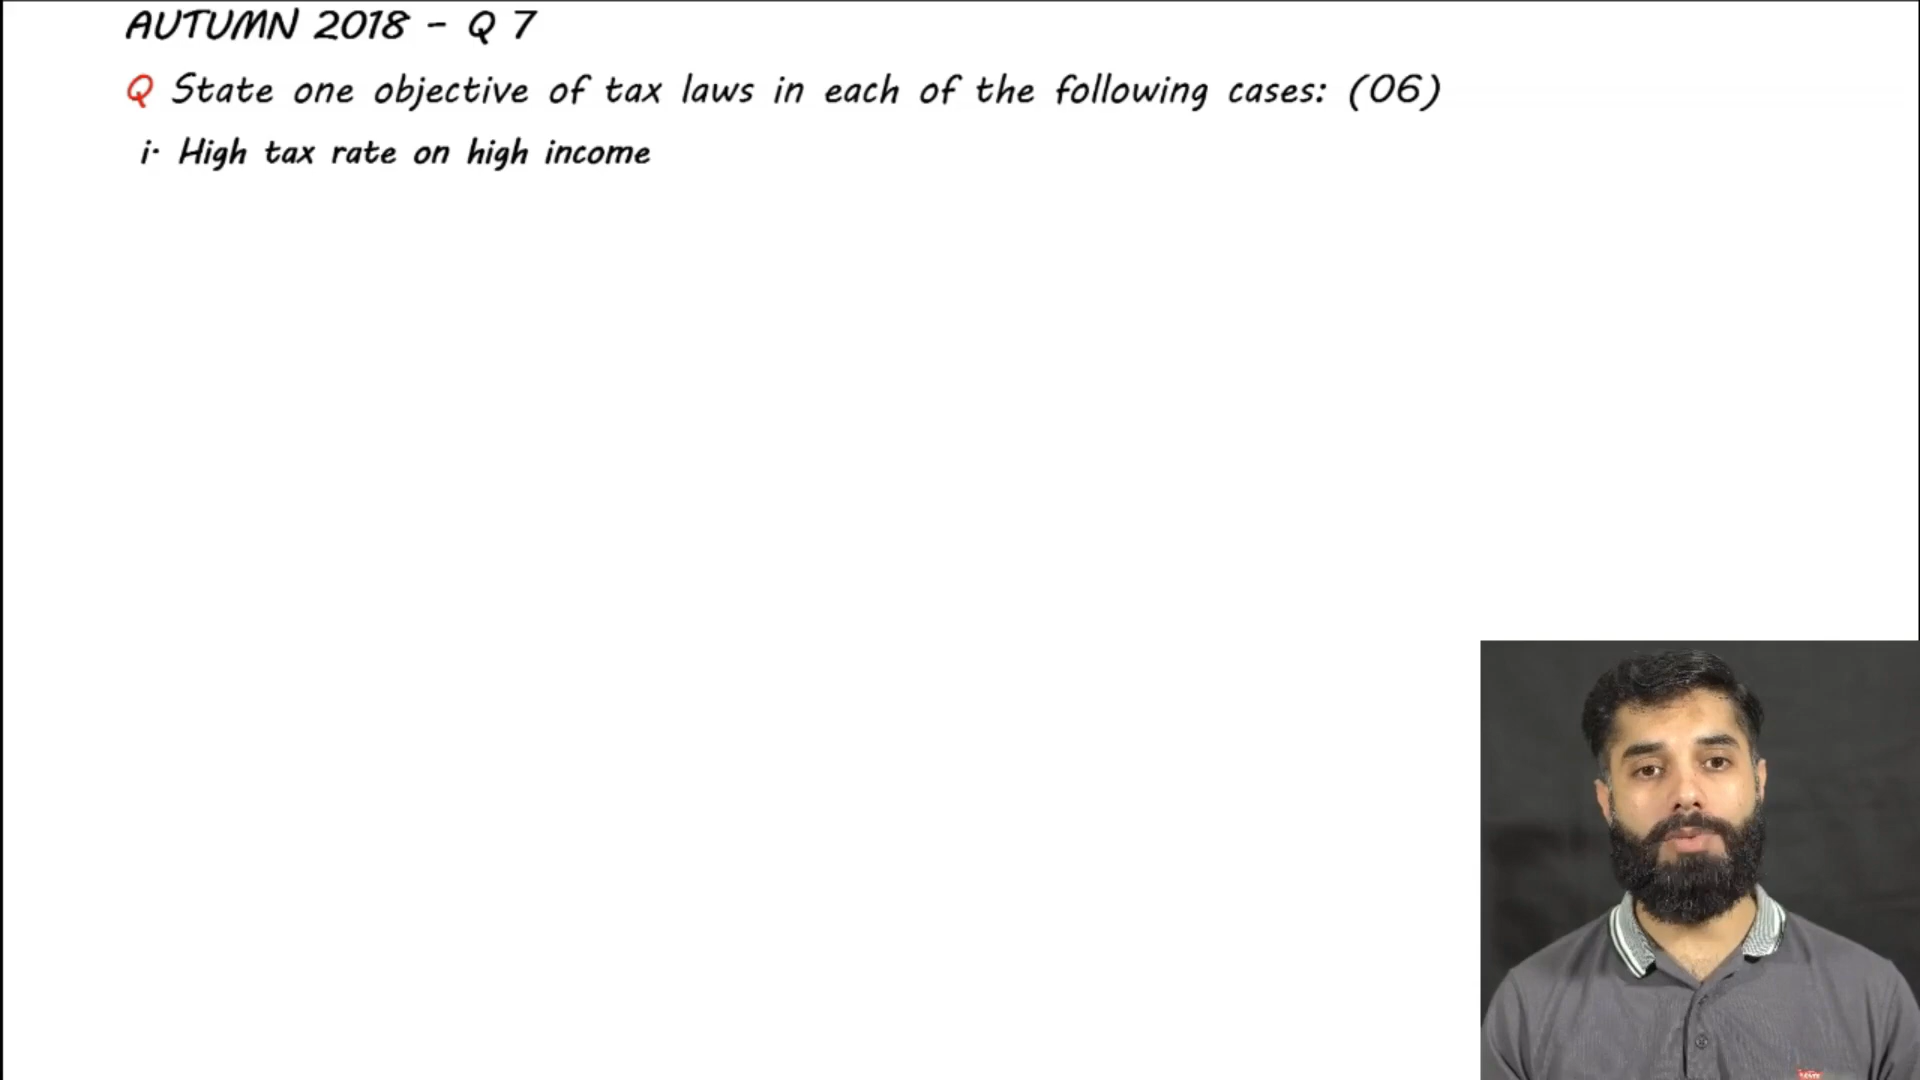 AUTUMN 2018 - Q 7
Q State one objective of tax laws in each of the following cases: (06)
i. High tax rate on high income